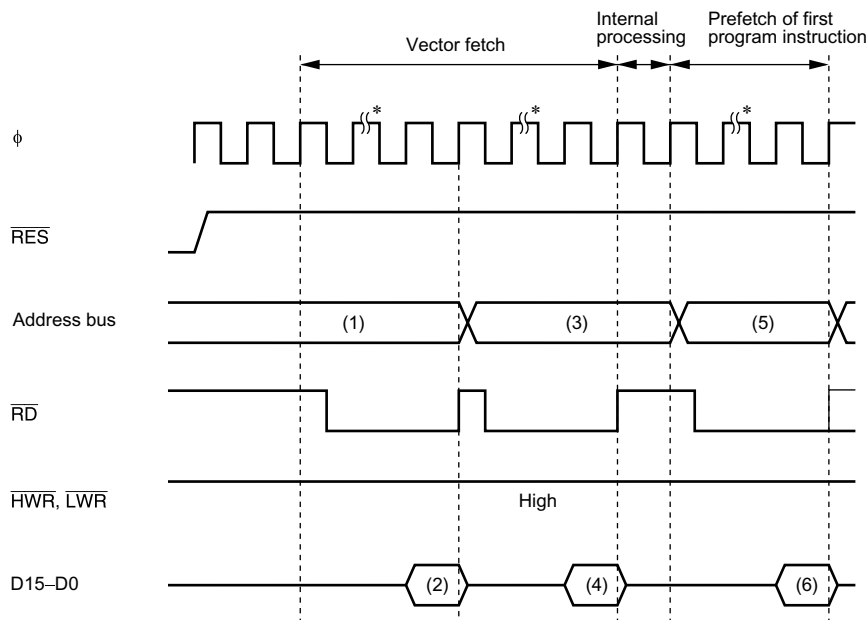 Vector fetch
Internal
processing
Prefetch of first
program instruction
ϕ
*
*
*
RES
Address bus
(1)
(3)
(5)
RD
HWR, LWR
High
D15–D0
(2)
(4)
(6)